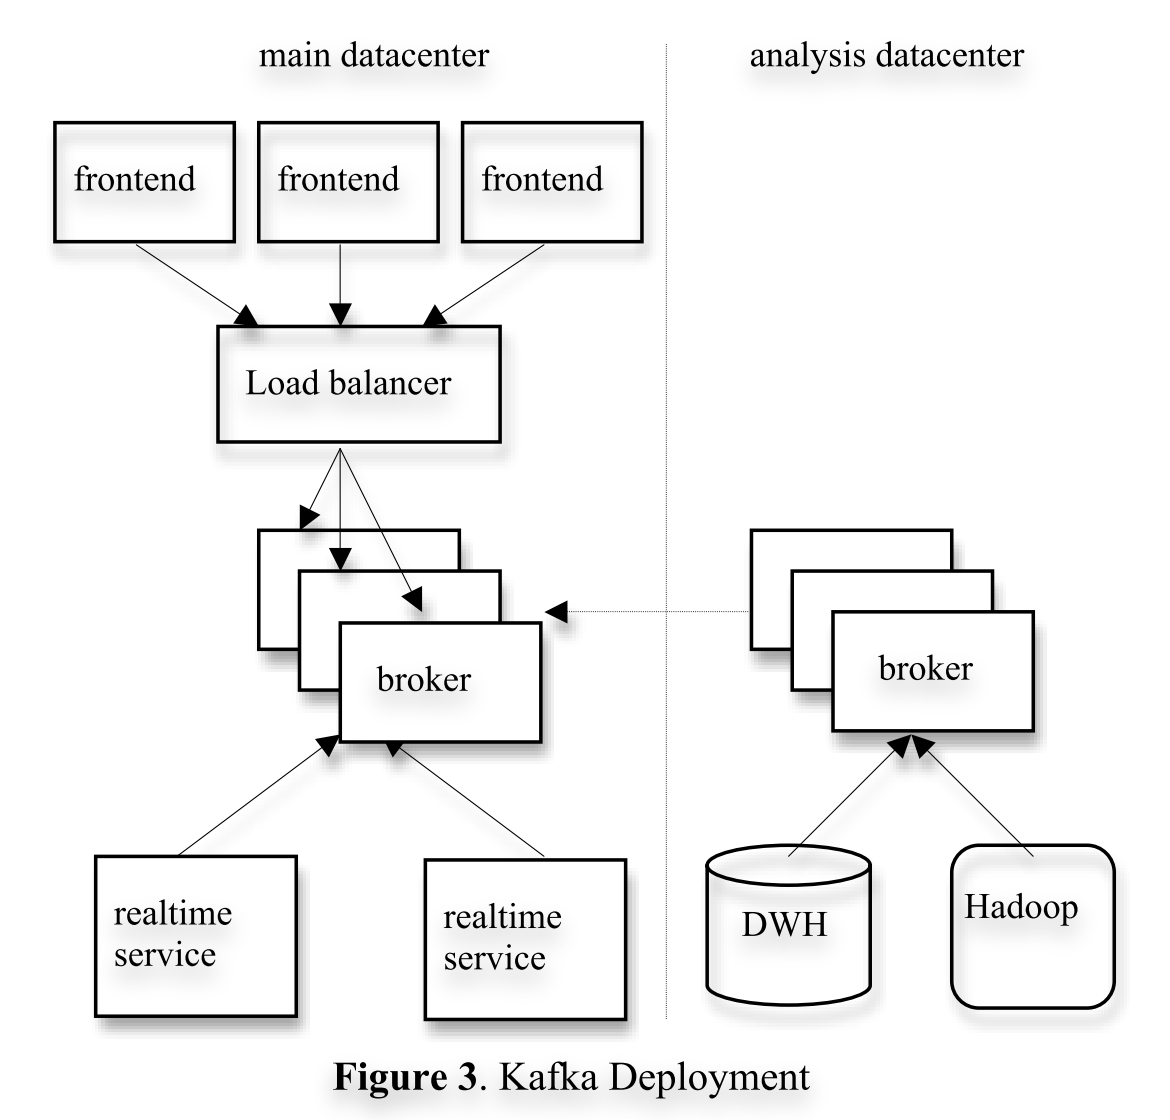 main datacenter
analysis datacenter
frontend
frontend
frontend
Load balancer
broker
broker
realtime
service
realtime
service
DWH
Hadoop
Figure 3. Kafka Deployment